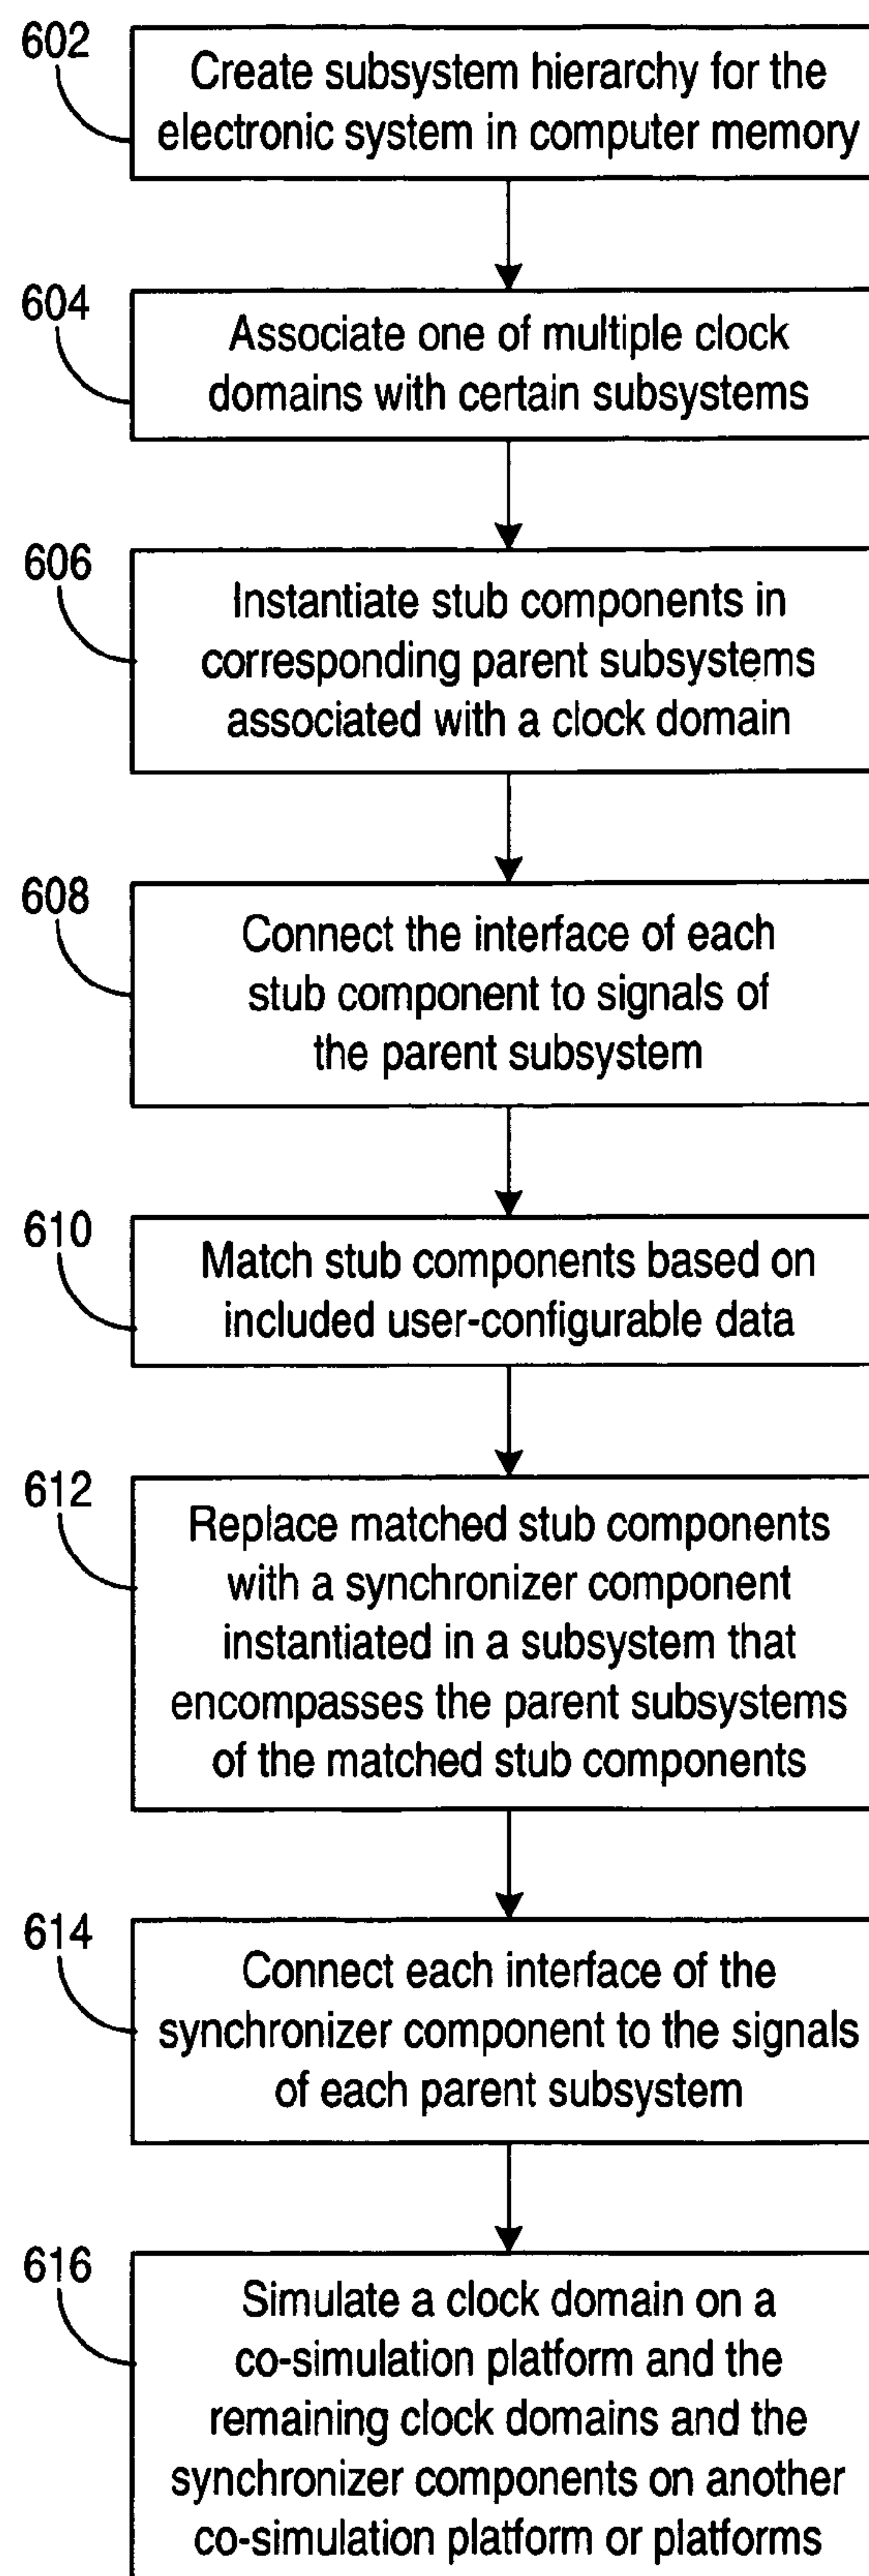 602
Create subsystem hierarchy for the
electronic system in computer memory
604
Associate one of multiple clock
domains with certain subsystems
606
Instantiate stub components in
corresponding parent subsystems
associated with a clock domain
608
Connect the interface of each
stub component to signals of
the parent subsystem
610
Match stub components based on
included user-configurable data
612
Replace matched stub components
with a synchronizer component
instantiated in a subsystem that
encompasses the parent subsystems
of the matched stub components
614
Connect each interface of the
synchronizer component to the signals
of each parent subsystem
616
Simulate a clock domain on a
co-simulation platform and the
remaining clock domains and the
synchronizer components on another
co-simulation platform or platforms